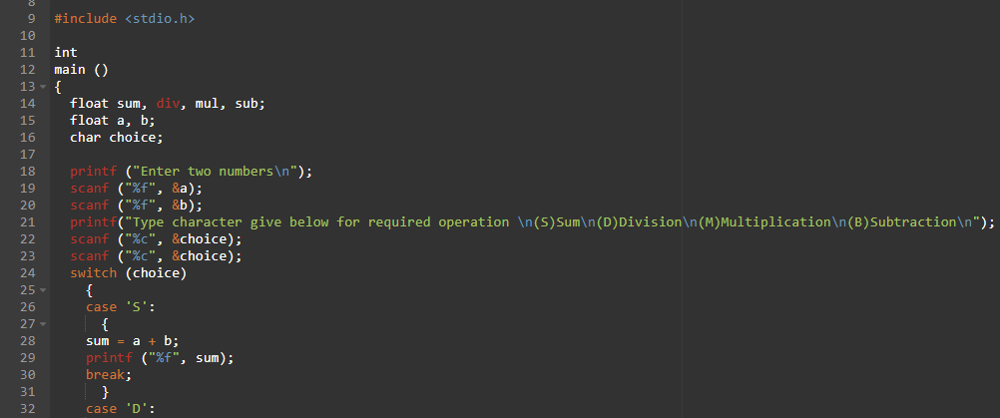 8
9 #include <stdio.h>
10
11 int
12 main ()
13 {
14 float sum, div, mul, sub;
15 float a, b;
16 char choice;
17
18 printf ("Enter two numbers\n");
19 scanf ("%f", &a);
20 scanf ("%f", &b);
21 printf("Type character give below for required operation \n(S)Sum\n(D)Division\n(M)Multiplication\n(B)Subtraction\n");
22 scanf ("%c", &choice);
23 scanf ("%c", &choice);
24 switch (choice)
25 {
26 case 'S':
27 {
28 sum = a + b;
29 printf ("%f", sum);
30 break;
31 }
32 case 'D':